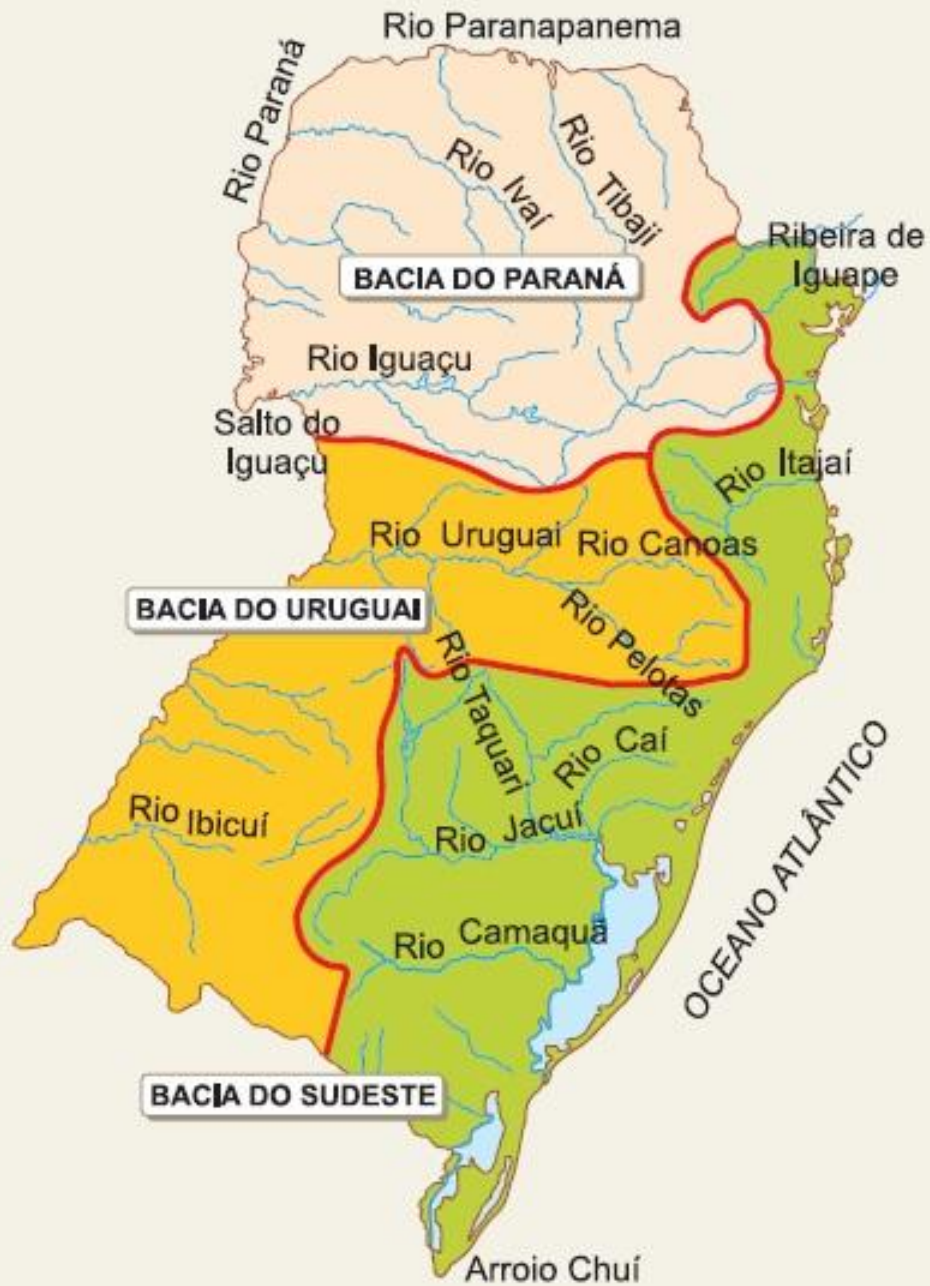 Rio Paranapanema
Rio Paraná
Rio Ivaí
Rio Tibaji
Ribeira de
Iguape
BACIA DO PARANÁ
Rio Iguaçu
Salto do
Iguaçu
Rio Itajaí
Rio Uruguai
Rio Canoas
BACIA DO URUGUAI
Rio Pelotas
Rio Taquari
Rio Caí
Rio Ibicuí
Rio Jacuí
OCEANO ATLÂNTICO
Rio Camaquã
BACIA DO SUDESTE
Arroio Chuí